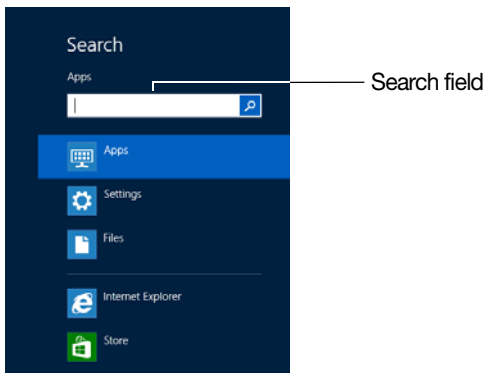 Search
Apps
Search field
Apps
Settings
Files
Internet Explorer
Store